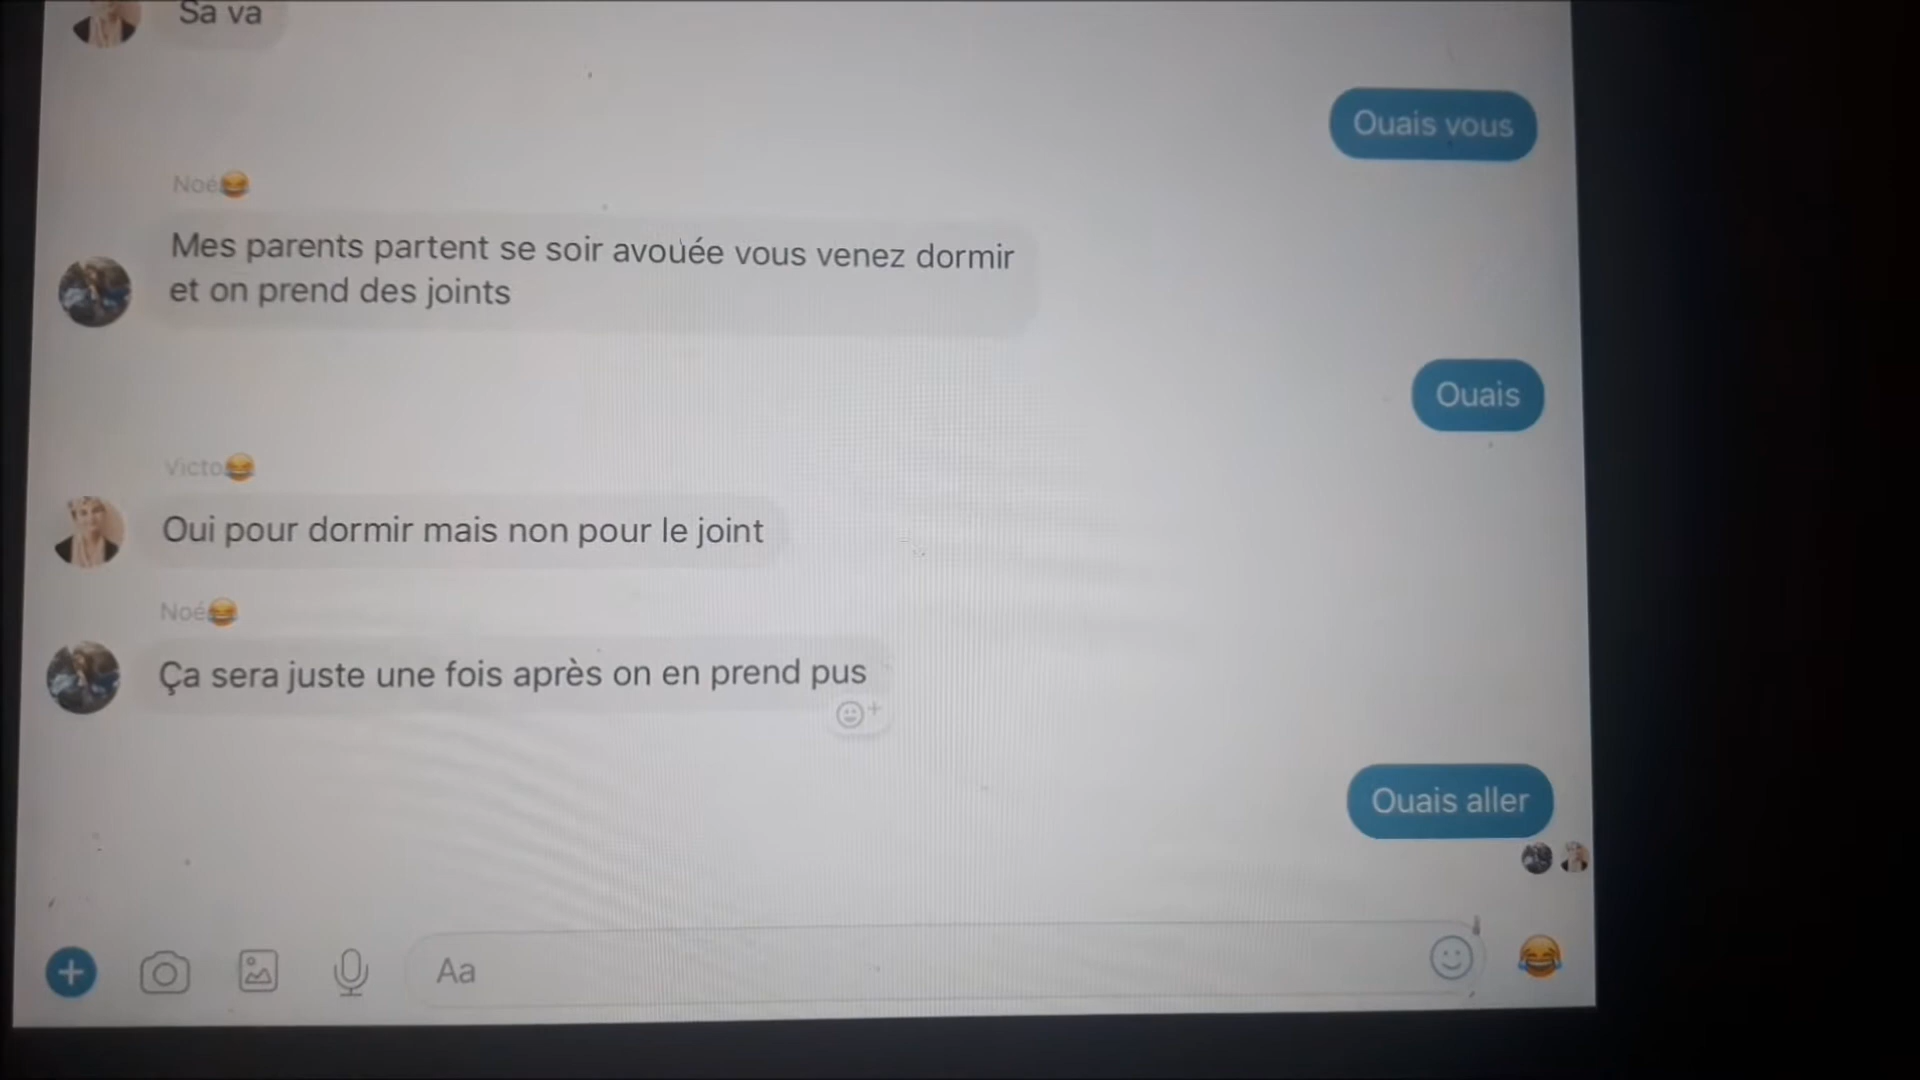 Sa va
Ouais vous
Noé😂
Mes parents partent se soir avouée vous venez dormir
et on prend des joints
Ouais
Victo😂
Oui pour dormir mais non pour le joint
Noé😂
Ça sera juste une fois après on en prend pus
Ouais aller
Aa